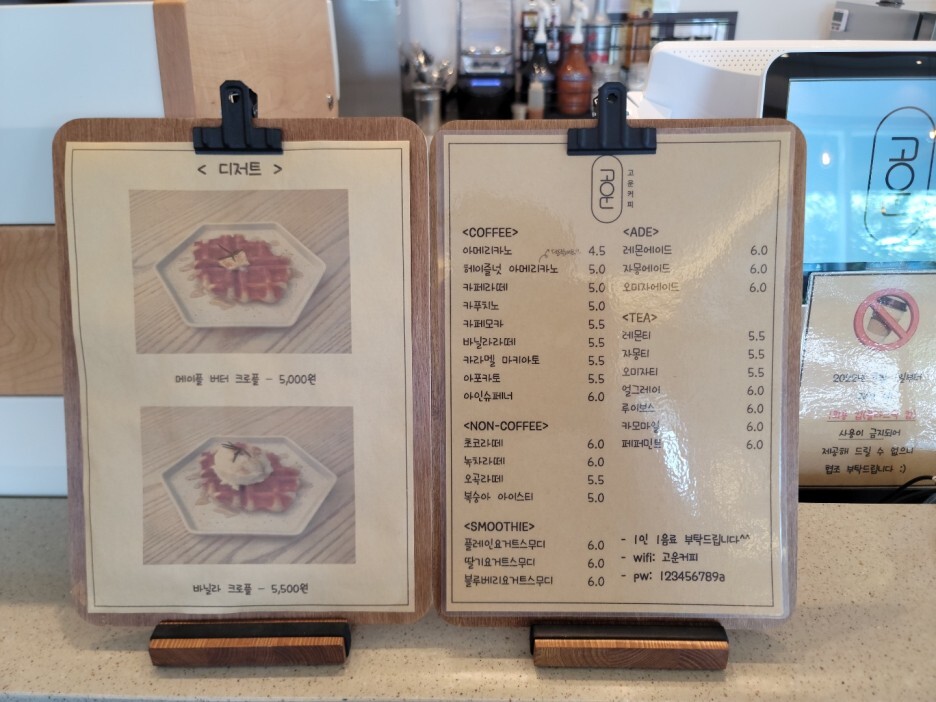 < 디저트 >
메이플 버터 크로플 - 5,000원
바닐라 크로플 - 5,500원
고운커피
<COFFEE>
아메리카노 4.5
헤이즐넛 아메리카노 5.0
카페라떼 5.0
카푸치노 5.0
카페모카 5.5
바닐라라떼 5.5
카라멜 마키아토 5.5
아포카토 5.5
아인슈페너 6.0
<NON-COFFEE>
초코라떼 6.0
녹차라떼 6.0
오곡라떼 5.5
복숭아 아이스티 5.0
<SMOOTHIE>
플레인요거트스무디 6.0
딸기요거트스무디 6.0
블루베리요거트스무디 6.0
<ADE>
레몬에이드 6.0
자몽에이드 6.0
오미자에이드 6.0
<TEA>
레몬티 5.5
자몽티 5.5
오미자티 5.5
얼그레이 6.0
루이보스 6.0
카모마일 6.0
페퍼민트 6.0
- 1인 1음료 부탁드립니다^^
- wifi: 고운커피
- pw: 123456789a
사용이 금지되어
제공해 드릴 수 없으니
협조 부탁드립니다 :)